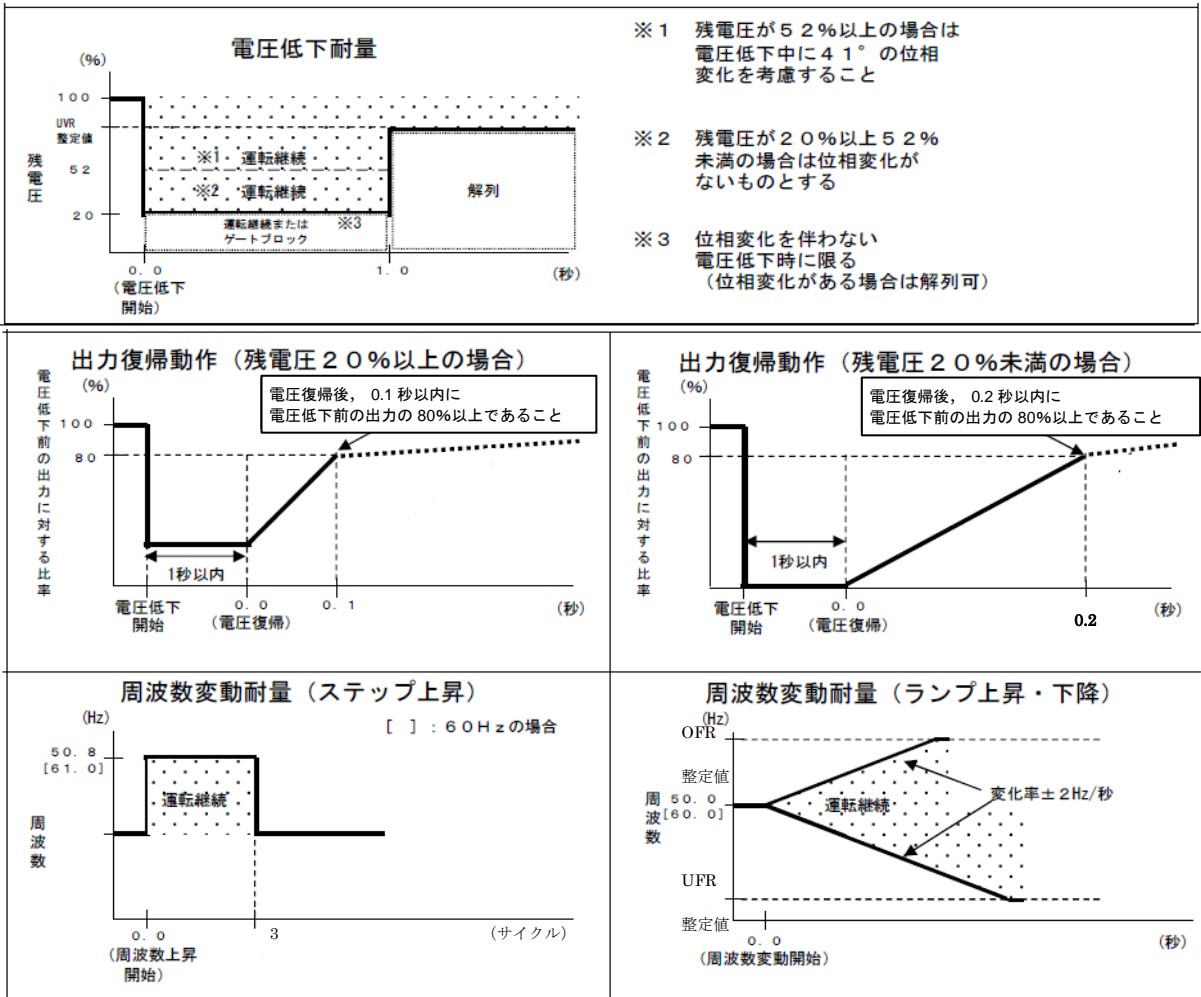 電圧低下耐量
(%)
100
UVR
整定値
52
20
残電圧
※1 運転継続
※2 運転継続
運転継続または ※3
ゲートブロック
解列
0.0
(電圧低下
開始)
1.0
(秒)
※1 残電圧が52%以上の場合は
電圧低下中に41°の位相
変化を考慮すること
※2 残電圧が20%以上52%
未満の場合は位相変化が
ないものとする
※3 位相変化を伴わない
電圧低下時に限る
(位相変化がある場合は解列可)
出力復帰動作(残電圧20%以上の場合)
(%)
電圧低下前の出力に対する比率
電圧復帰後, 0.1 秒以内に
電圧低下前の出力の 80%以上であること
100
80
1秒以内
電圧低下
開始
0.0
(電圧復帰)
0.1
(秒)
出力復帰動作(残電圧20%未満の場合)
(%)
電圧低下前の出力に対する比率
電圧復帰後, 0.2 秒以内に
電圧低下前の出力の 80%以上であること
100
80
1秒以内
電圧低下
開始
0.0
(電圧復帰)
0.2
(秒)
周波数変動耐量(ステップ上昇)
(Hz)
[ ]:60Hzの場合
50.8
[61.0]
運転継続
周波数
0.0
(周波数上昇
開始)
3
(サイクル)
周波数変動耐量(ランプ上昇・下降)
(Hz)
OFR
整定値
周波数
50.0
[60.0]
運転継続
変化率±2Hz/秒
UFR
整定値
0.0
(周波数変動開始)
(秒)